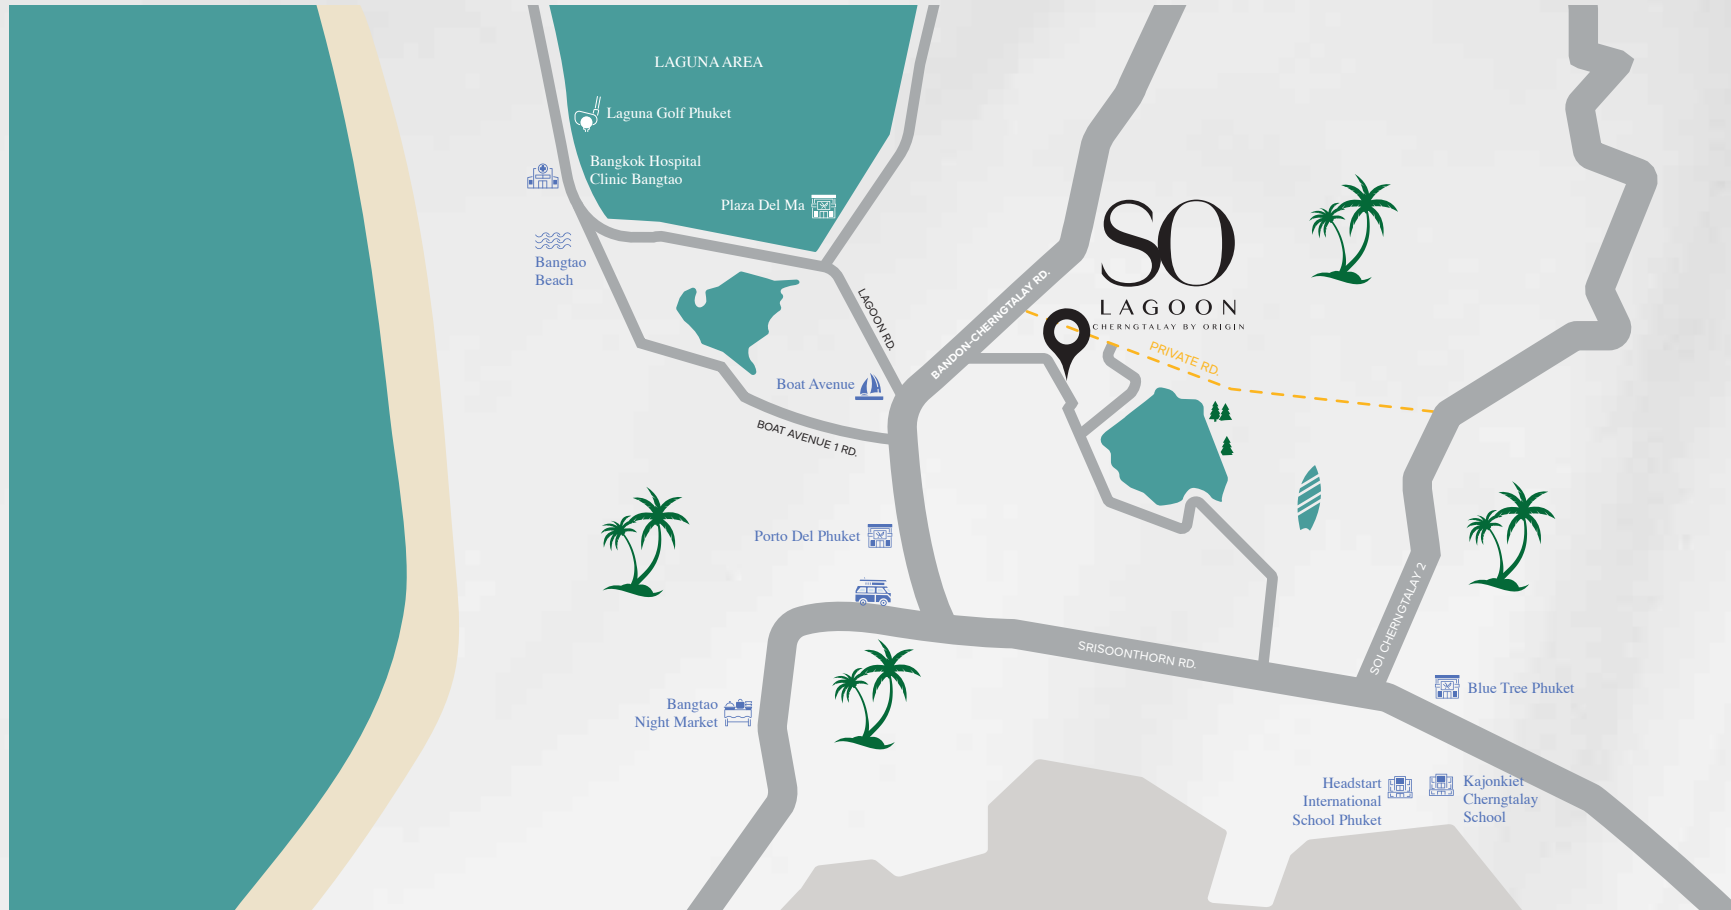 LAGUNA AREA
Laguna Golf Phuket
Bangkok Hospital
Clinic Bangtao
Plaza Del Ma
Bangtao
Beach
LAGOON RD.
BANDON-CHERNGTALAY RD.
SO
LAGOON
CHERNGTALAY BY ORIGIN
PRIVATE RD.
Boat Avenue
BOAT AVENUE 1 RD.
Porto Del Phuket
SOI CHERNGTALAY 2
SRISOONTHORN RD.
Blue Tree Phuket
Bangtao
Night Market
Headstart
International
School Phuket
Kajonkiet
Cherngtalay
School